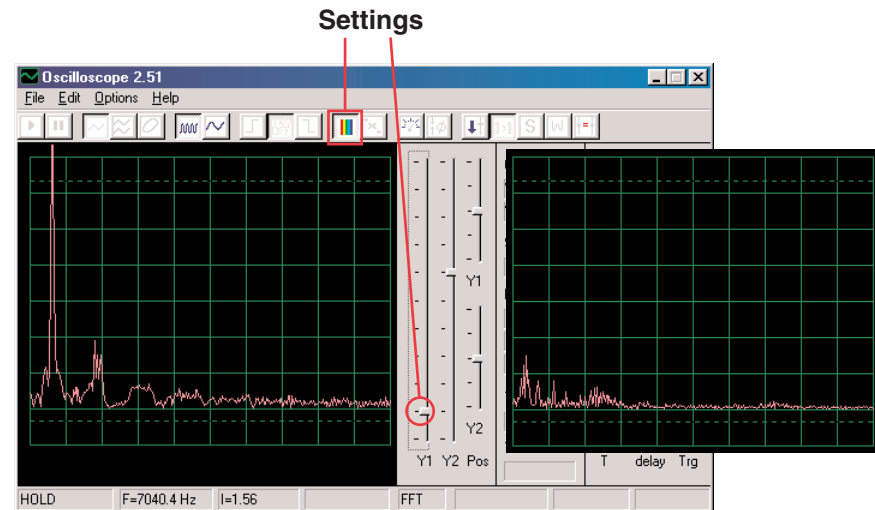 Settings
Oscilloscope 2.51
File Edit Options Help
Y1
Y2
Y1 Y2 Pos
T delay Trg
HOLD F=7040.4 Hz I=1.56 FFT